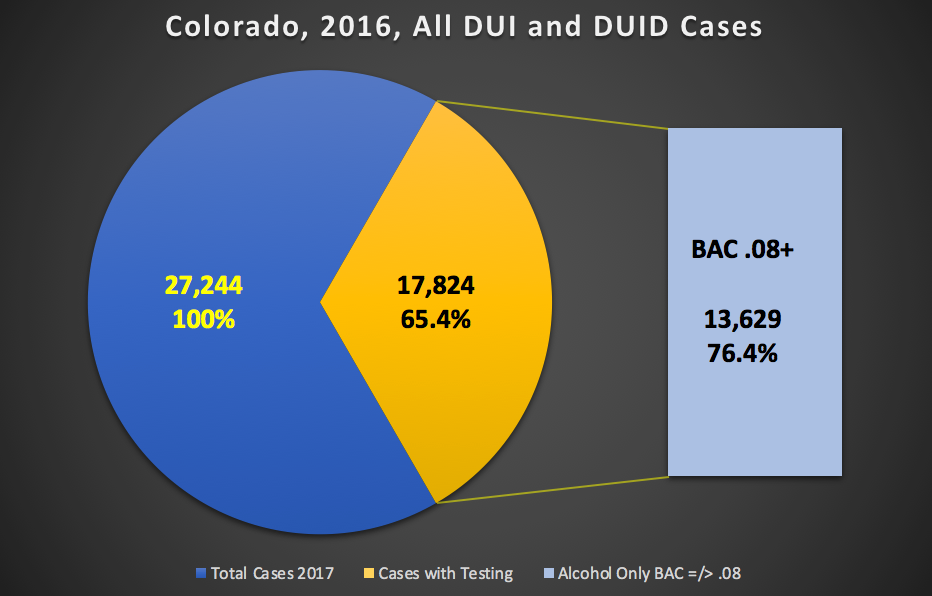 Colorado, 2016, All DUI and DUID Cases
27,244
100%
17,824
65.4%
BAC .08+
13,629
76.4%
Total Cases 2017
Cases with Testing
Alcohol Only BAC =/> .08